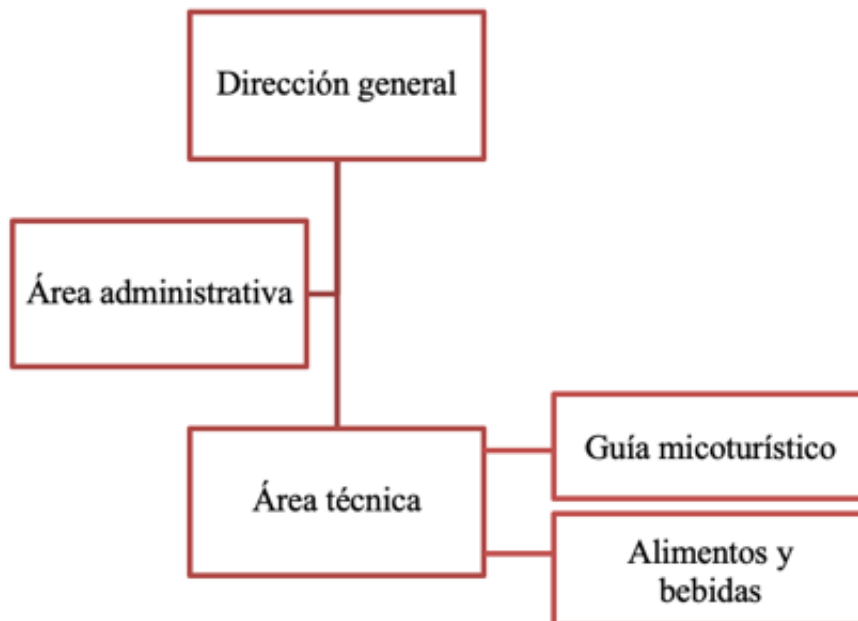 Dirección general
Área administrativa
Área técnica
Guía micoturístico
Alimentos y
bebidas